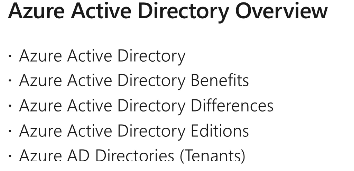 Azure Active Directory Overview
· Azure Active Directory
· Azure Active Directory Benefits
· Azure Active Directory Differences
· Azure Active Directory Editions
· Azure AD Directories (Tenants)